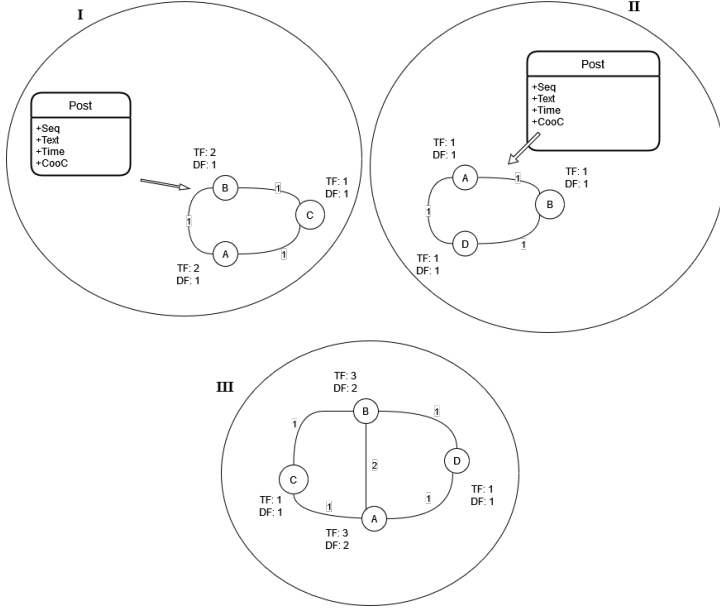 I
Post
+Seq
+Text
+Time
+CooC
TF: 2
DF: 1
B
1
TF: 1
DF: 1
C
1
A
1
TF: 2
DF: 1
II
Post
+Seq
+Text
+Time
+CooC
TF: 1
DF: 1
A
1
TF: 1
DF: 1
B
1
D
1
TF: 1
DF: 1
III
TF: 3
DF: 2
B
1
1
2
D
C
TF: 1
DF: 1
1
A
1
TF: 1
DF: 1
TF: 3
DF: 2